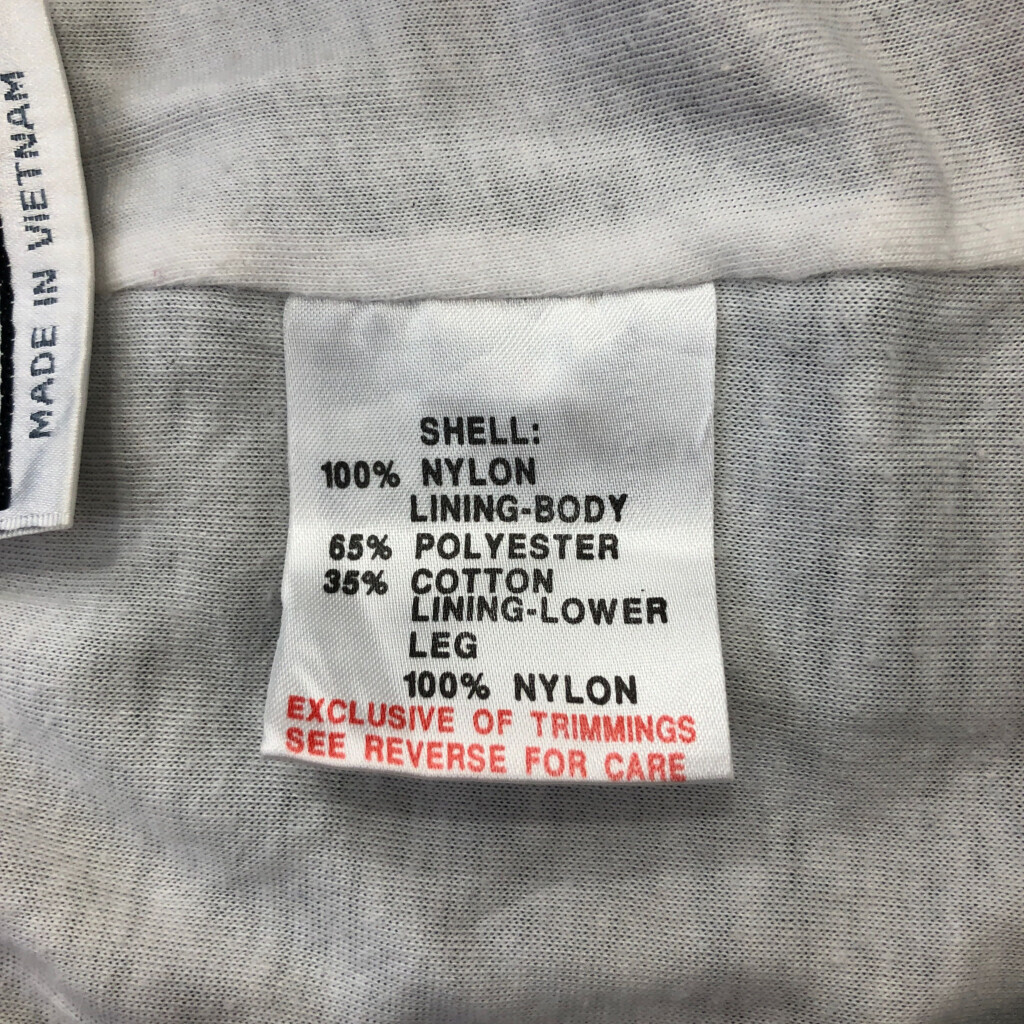 MADE IN VIETNAM
SHELL:
100% NYLON
LINING-BODY
65% POLYESTER
35% COTTON
LINING-LOWER
LEG
100% NYLON
EXCLUSIVE OF TRIMMINGS
SEE REVERSE FOR CARE